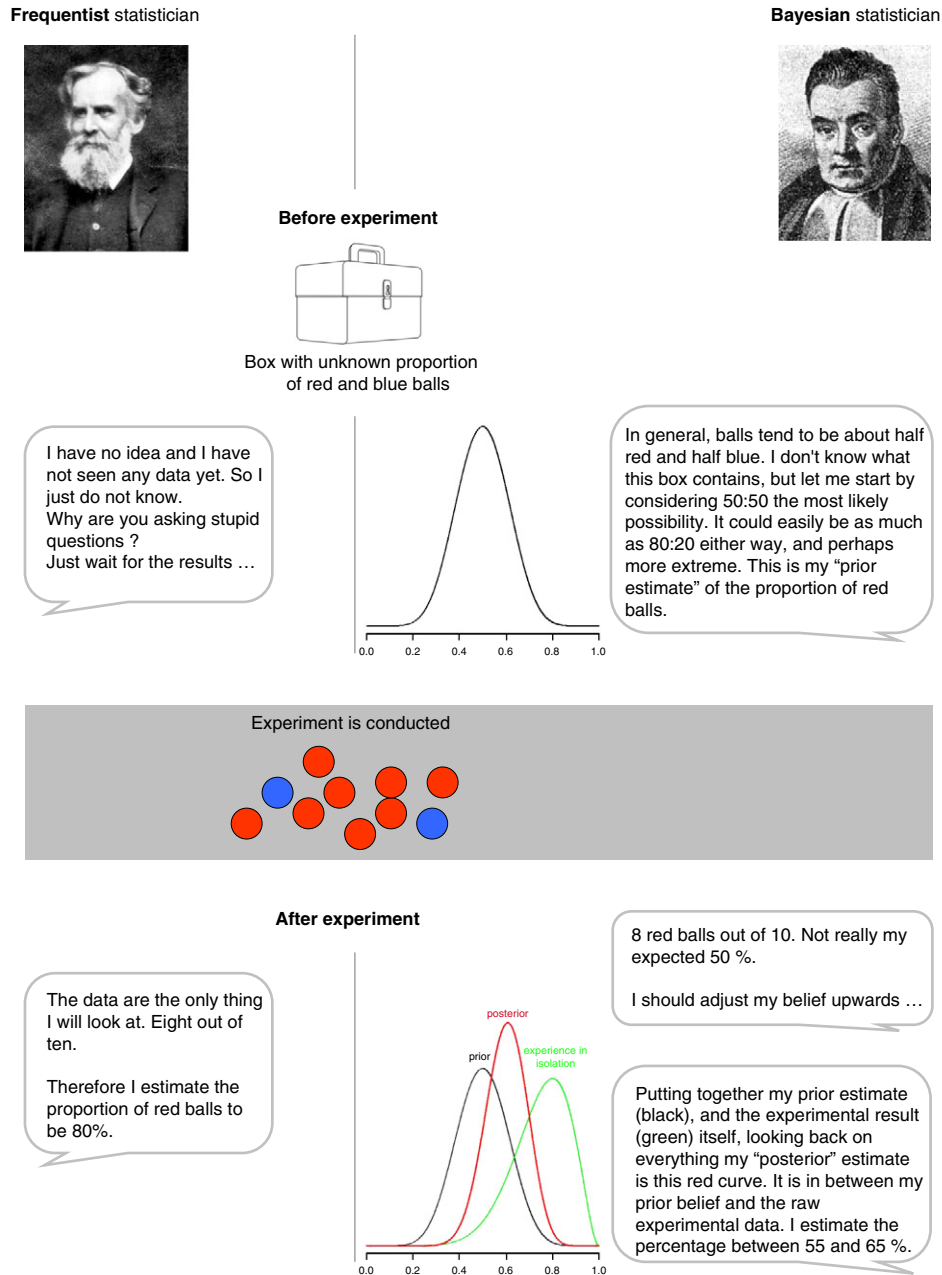 Frequentist statistician
Bayesian statistician
Before experiment
Box with unknown proportion
of red and blue balls
I have no idea and I have
not seen any data yet. So I
just do not know.
Why are you asking stupid
questions ?
Just wait for the results …
In general, balls tend to be about half
red and half blue. I don't know what
this box contains, but let me start by
considering 50:50 the most likely
possibility. It could easily be as much
as 80:20 either way, and perhaps
more extreme. This is my “prior
estimate” of the proportion of red
balls.
0.0 0.2 0.4 0.6 0.8 1.0
Experiment is conducted
After experiment
The data are the only thing
I will look at. Eight out of
ten.
Therefore I estimate the
proportion of red balls to
be 80%.
posterior
prior
experience in
isolation
0.0 0.2 0.4 0.6 0.8 1.0
8 red balls out of 10. Not really my
expected 50 %.
I should adjust my belief upwards …
Putting together my prior estimate
(black), and the experimental result
(green) itself, looking back on
everything my “posterior” estimate
is this red curve. It is in between my
prior belief and the raw
experimental data. I estimate the
percentage between 55 and 65 %.